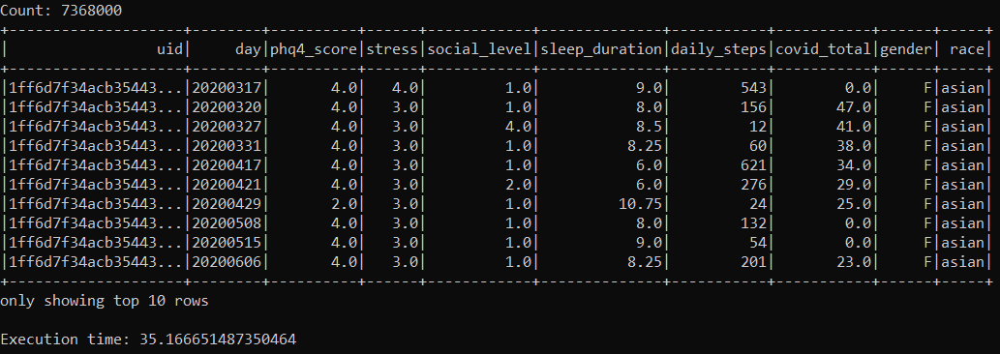 Count: 7368000
+--------------------+--------+----------+------+------------+--------------+-----------+-----------+------+-----+
|                 uid|     day|phq4_score|stress|social_level|sleep_duration|daily_steps|covid_total|gender| race|
+--------------------+--------+----------+------+------------+--------------+-----------+-----------+------+-----+
|1ff6d7f34acb35443...|20200317|       4.0|   4.0|         1.0|           9.0|        543|        0.0|     F|asian|
|1ff6d7f34acb35443...|20200320|       4.0|   3.0|         1.0|           8.0|        156|       47.0|     F|asian|
|1ff6d7f34acb35443...|20200327|       4.0|   3.0|         4.0|           8.5|         12|       41.0|     F|asian|
|1ff6d7f34acb35443...|20200331|       4.0|   3.0|         1.0|          8.25|         60|       38.0|     F|asian|
|1ff6d7f34acb35443...|20200417|       4.0|   3.0|         1.0|           6.0|        621|       34.0|     F|asian|
|1ff6d7f34acb35443...|20200421|       4.0|   3.0|         2.0|           6.0|        276|       29.0|     F|asian|
|1ff6d7f34acb35443...|20200429|       2.0|   3.0|         1.0|         10.75|         24|       25.0|     F|asian|
|1ff6d7f34acb35443...|20200508|       4.0|   3.0|         1.0|           8.0|        132|        0.0|     F|asian|
|1ff6d7f34acb35443...|20200515|       4.0|   3.0|         1.0|           9.0|         54|        0.0|     F|asian|
|1ff6d7f34acb35443...|20200606|       4.0|   3.0|         1.0|          8.25|        201|       23.0|     F|asian|
+--------------------+--------+----------+------+------------+--------------+-----------+-----------+------+-----+
only showing top 10 rows
Execution time: 35.166651487350464